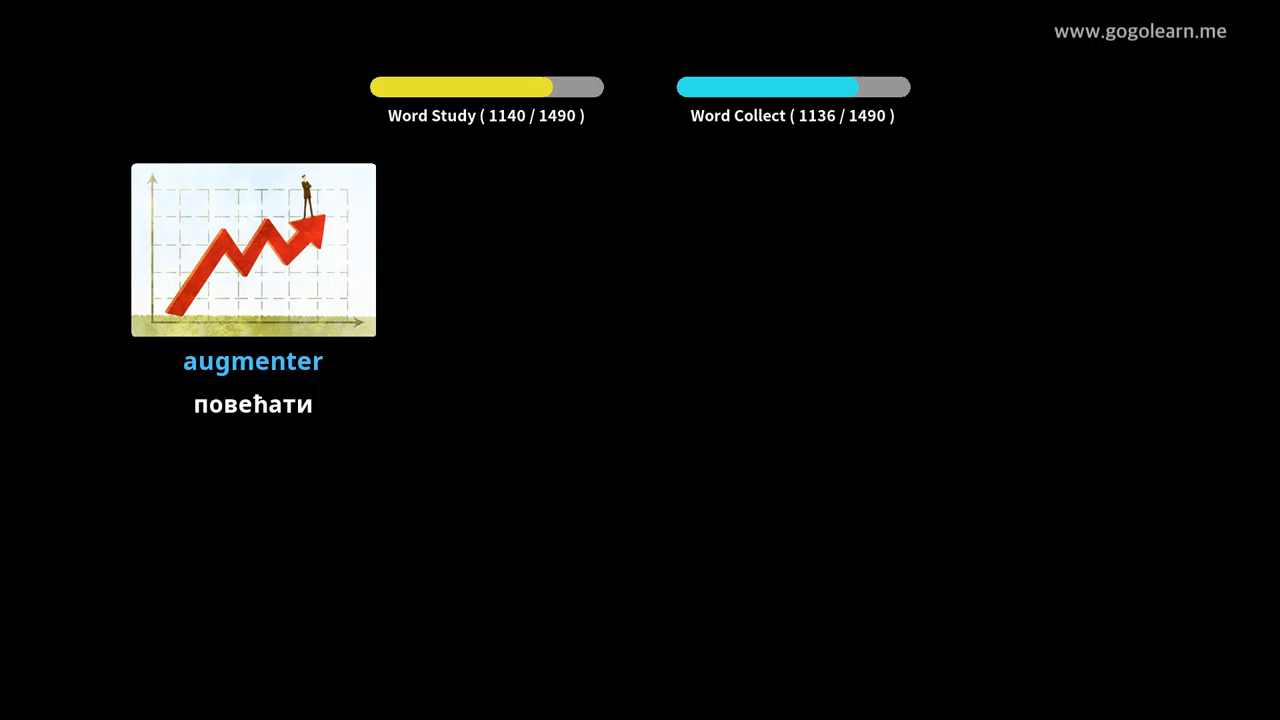 www.gogolearn.me
Word Study ( 1140 / 1490 )
Word Collect ( 1136 / 1490 )
augmenter
повећати